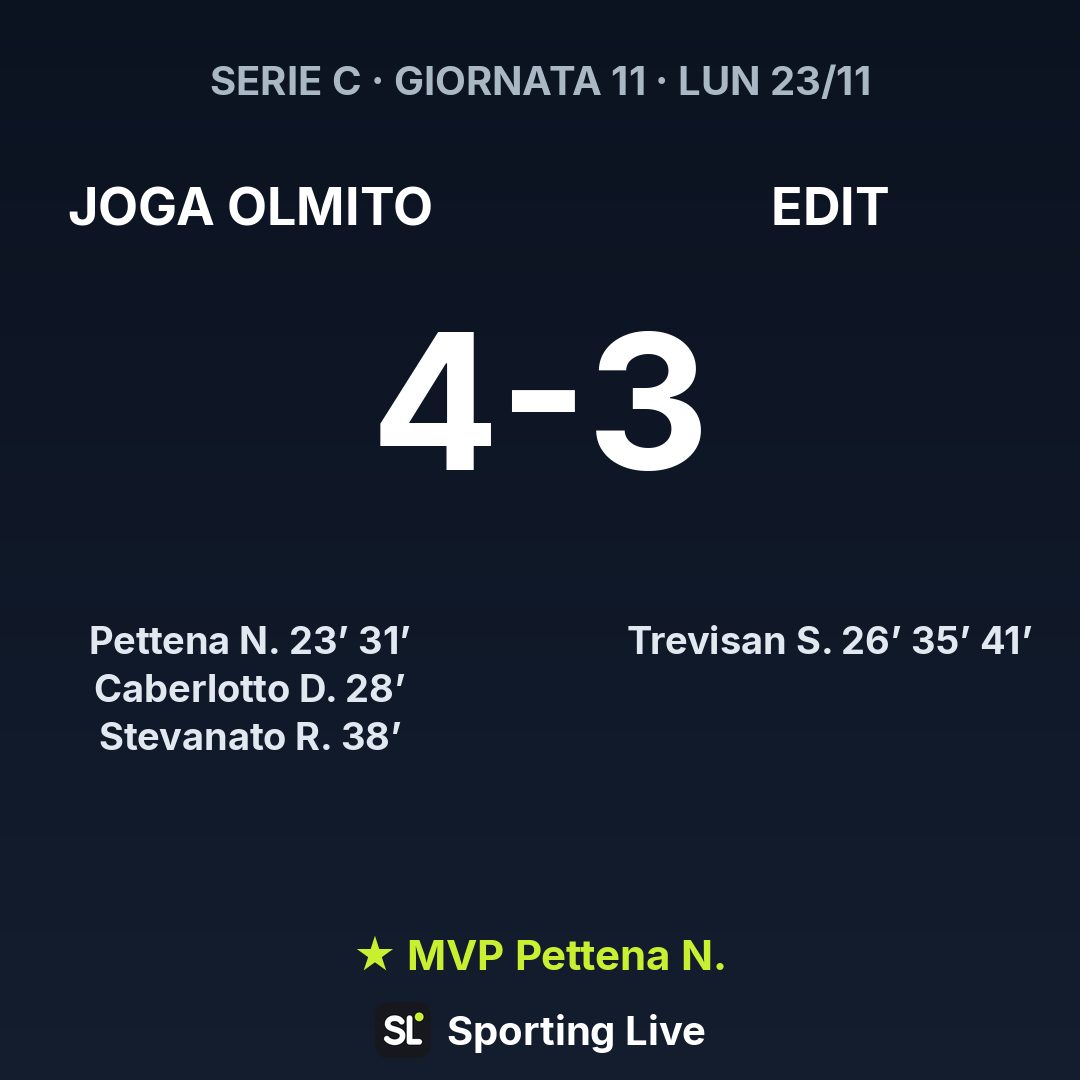 SERIE C · GIORNATA 11 · LUN 23/11
JOGA OLMITO
EDIT
4-3
Pettena N. 23’ 31’
Caberlotto D. 28’
Stevanato R. 38’
Trevisan S. 26’ 35’ 41’
★ MVP Pettena N.
SL Sporting Live